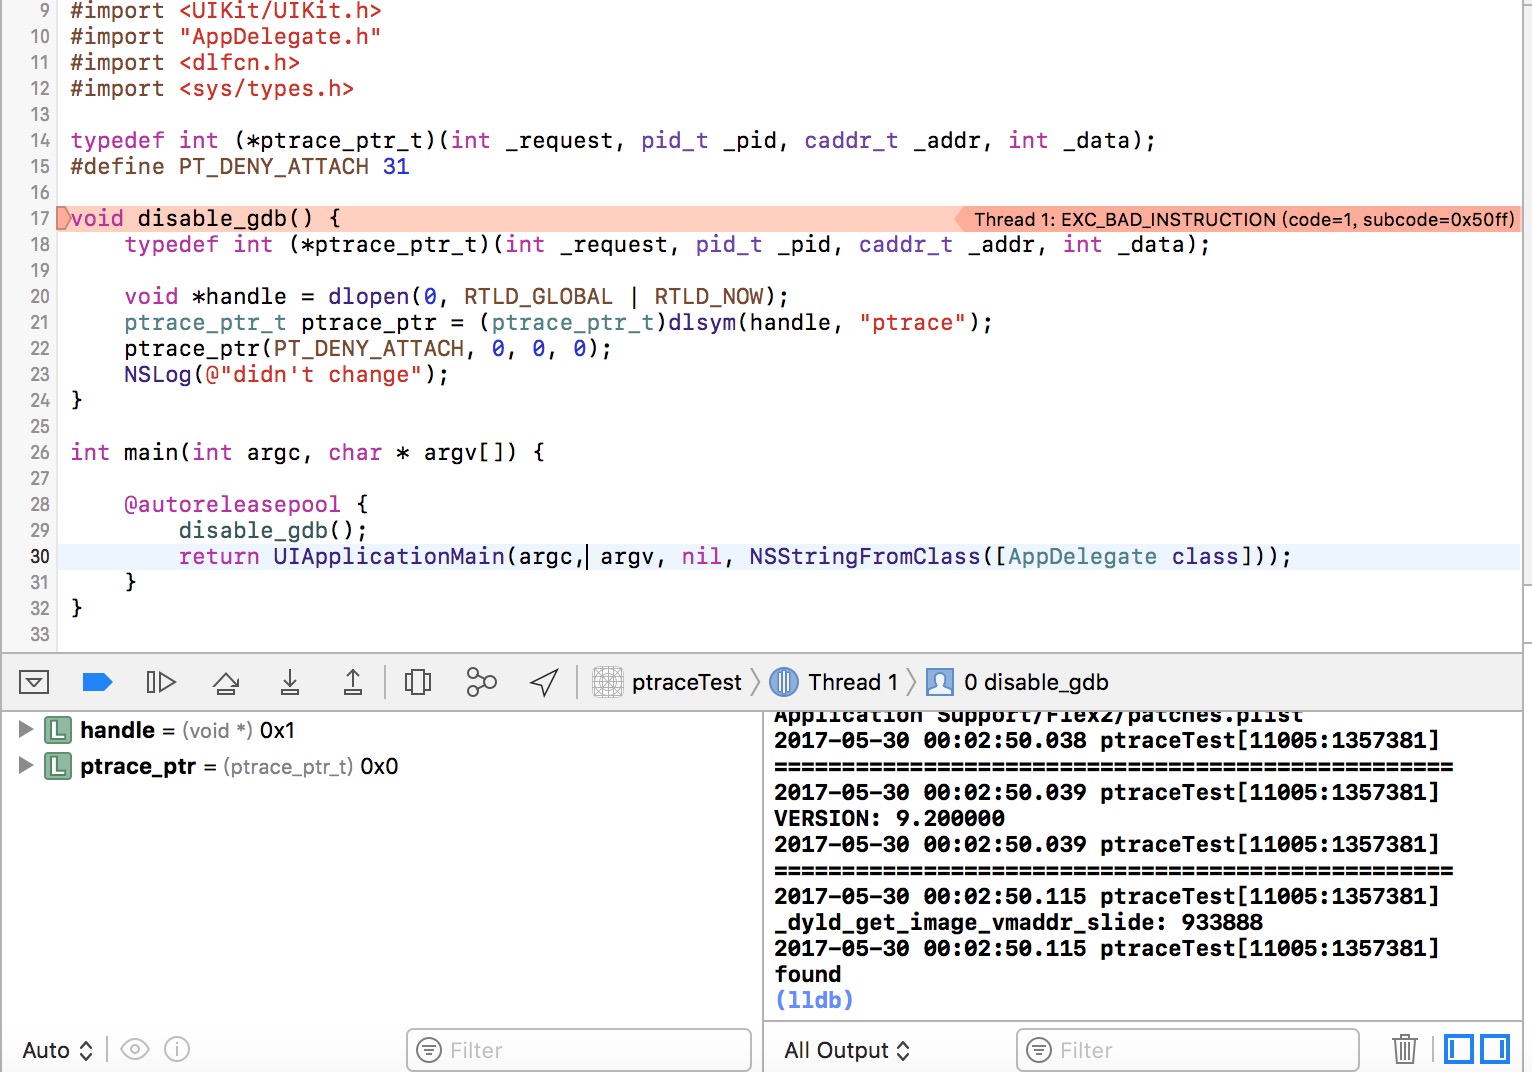 9 #import <UIKit/UIKit.h>
10 #import "AppDelegate.h"
11 #import <dlfcn.h>
12 #import <sys/types.h>
13
14 typedef int (*ptrace_ptr_t)(int _request, pid_t _pid, caddr_t _addr, int _data);
15 #define PT_DENY_ATTACH 31
16
17 void disable_gdb() { Thread 1: EXC_BAD_INSTRUCTION (code=1, subcode=0x50ff)
18 typedef int (*ptrace_ptr_t)(int _request, pid_t _pid, caddr_t _addr, int _data);
19
20 void *handle = dlopen(0, RTLD_GLOBAL | RTLD_NOW);
21 ptrace_ptr_t ptrace_ptr = (ptrace_ptr_t)dlsym(handle, "ptrace");
22 ptrace_ptr(PT_DENY_ATTACH, 0, 0, 0);
23 NSLog(@"didn't change");
24 }
25
26 int main(int argc, char * argv[]) {
27
28 @autoreleasepool {
29 disable_gdb();
30 return UIApplicationMain(argc, argv, nil, NSStringFromClass([AppDelegate class]));
31 }
32 }
33
ptraceTest Thread 1 0 disable_gdb
L handle = (void *) 0x1
L ptrace_ptr = (ptrace_ptr_t) 0x0
Auto
Filter
Application Support/Flex2/patches.plist
2017-05-30 00:02:50.038 ptraceTest[11005:1357381]
==================================================
2017-05-30 00:02:50.039 ptraceTest[11005:1357381]
VERSION: 9.200000
2017-05-30 00:02:50.039 ptraceTest[11005:1357381]
==================================================
2017-05-30 00:02:50.115 ptraceTest[11005:1357381]
_dyld_get_image_vmaddr_slide: 933888
2017-05-30 00:02:50.115 ptraceTest[11005:1357381]
found
(lldb)
All Output
Filter